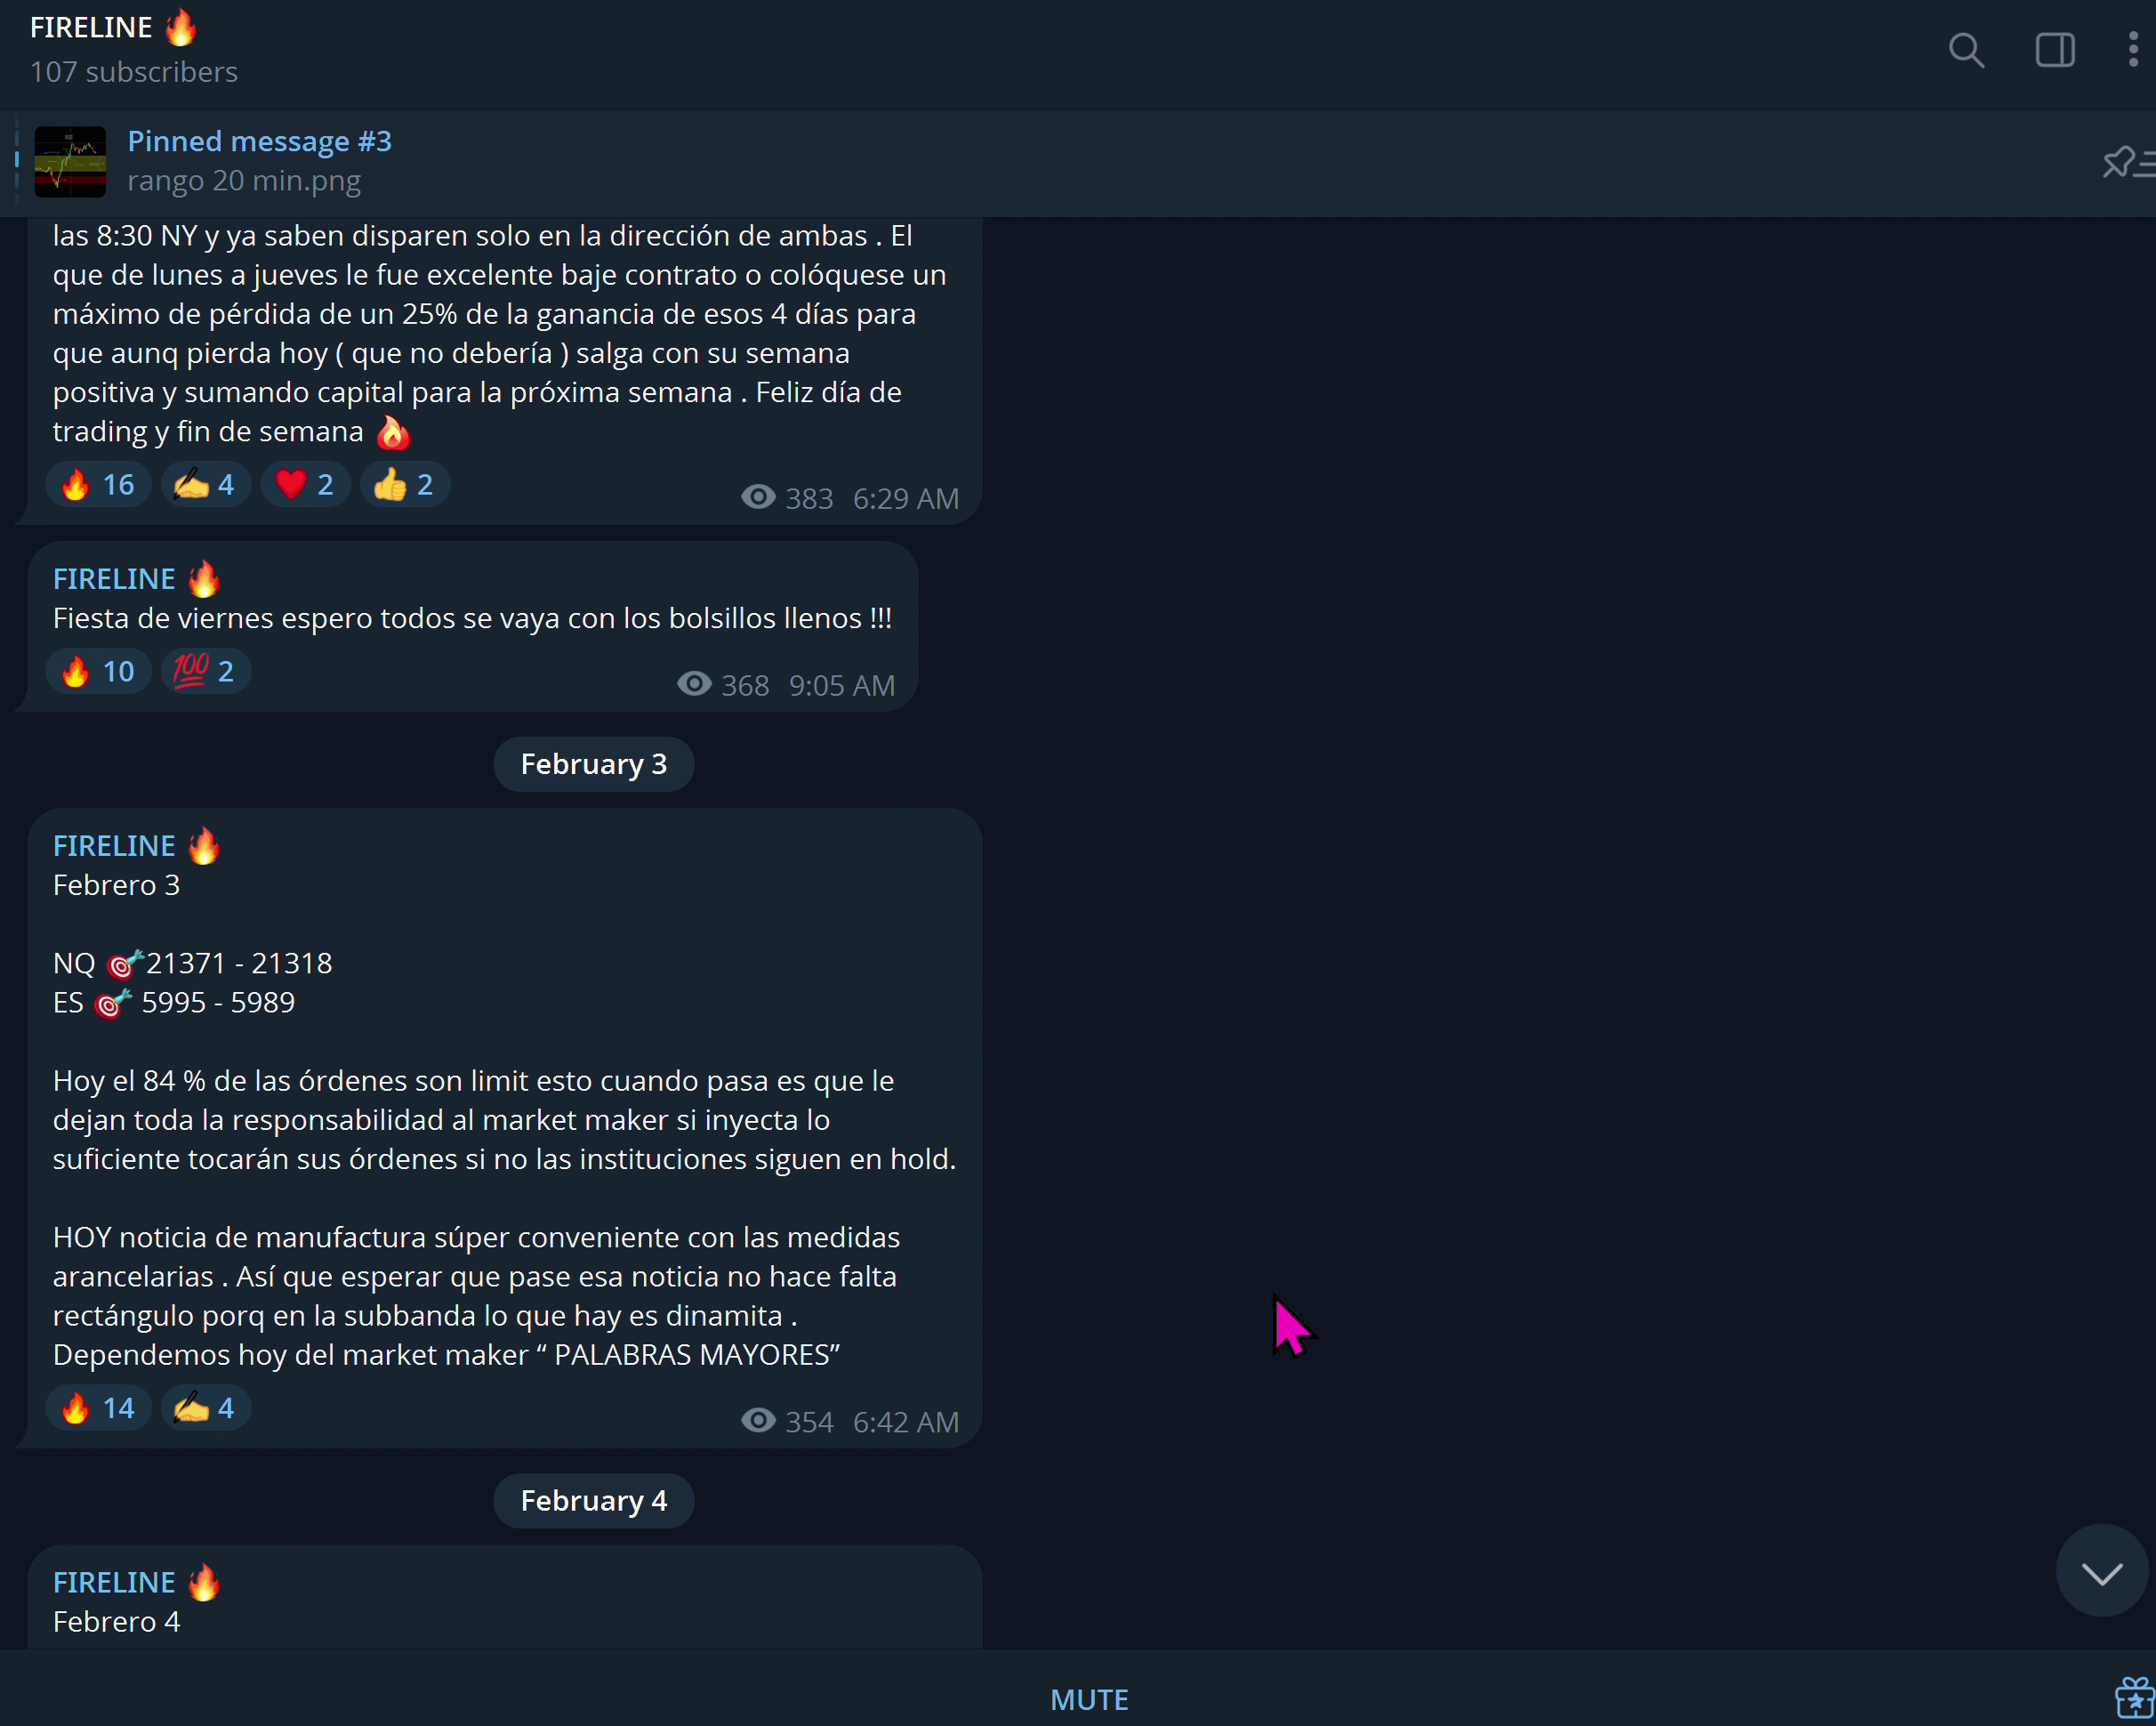 FIRELINE 🔥
107 subscribers
Pinned message #3
rango 20 min.png
las 8:30 NY y ya saben disparen solo en la dirección de ambas . El
que de lunes a jueves le fue excelente baje contrato o colóquese un
máximo de pérdida de un 25% de la ganancia de esos 4 días para
que aunq pierda hoy ( que no debería ) salga con su semana
positiva y sumando capital para la próxima semana . Feliz día de
trading y fin de semana 🔥
🔥 16 ✍️ 4 ❤️ 2 👍 2
383 6:29 AM
FIRELINE 🔥
Fiesta de viernes espero todos se vaya con los bolsillos llenos !!!
🔥 10 💯 2
368 9:05 AM
February 3
FIRELINE 🔥
Febrero 3
NQ 🎯21371 - 21318
ES 🎯 5995 - 5989
Hoy el 84 % de las órdenes son limit esto cuando pasa es que le
dejan toda la responsabilidad al market maker si inyecta lo
suficiente tocarán sus órdenes si no las instituciones siguen en hold.
HOY noticia de manufactura súper conveniente con las medidas
arancelarias . Así que esperar que pase esa noticia no hace falta
rectángulo porq en la subbanda lo que hay es dinamita .
Dependemos hoy del market maker “ PALABRAS MAYORES”
🔥 14 ✍️ 4
354 6:42 AM
February 4
FIRELINE 🔥
Febrero 4
MUTE